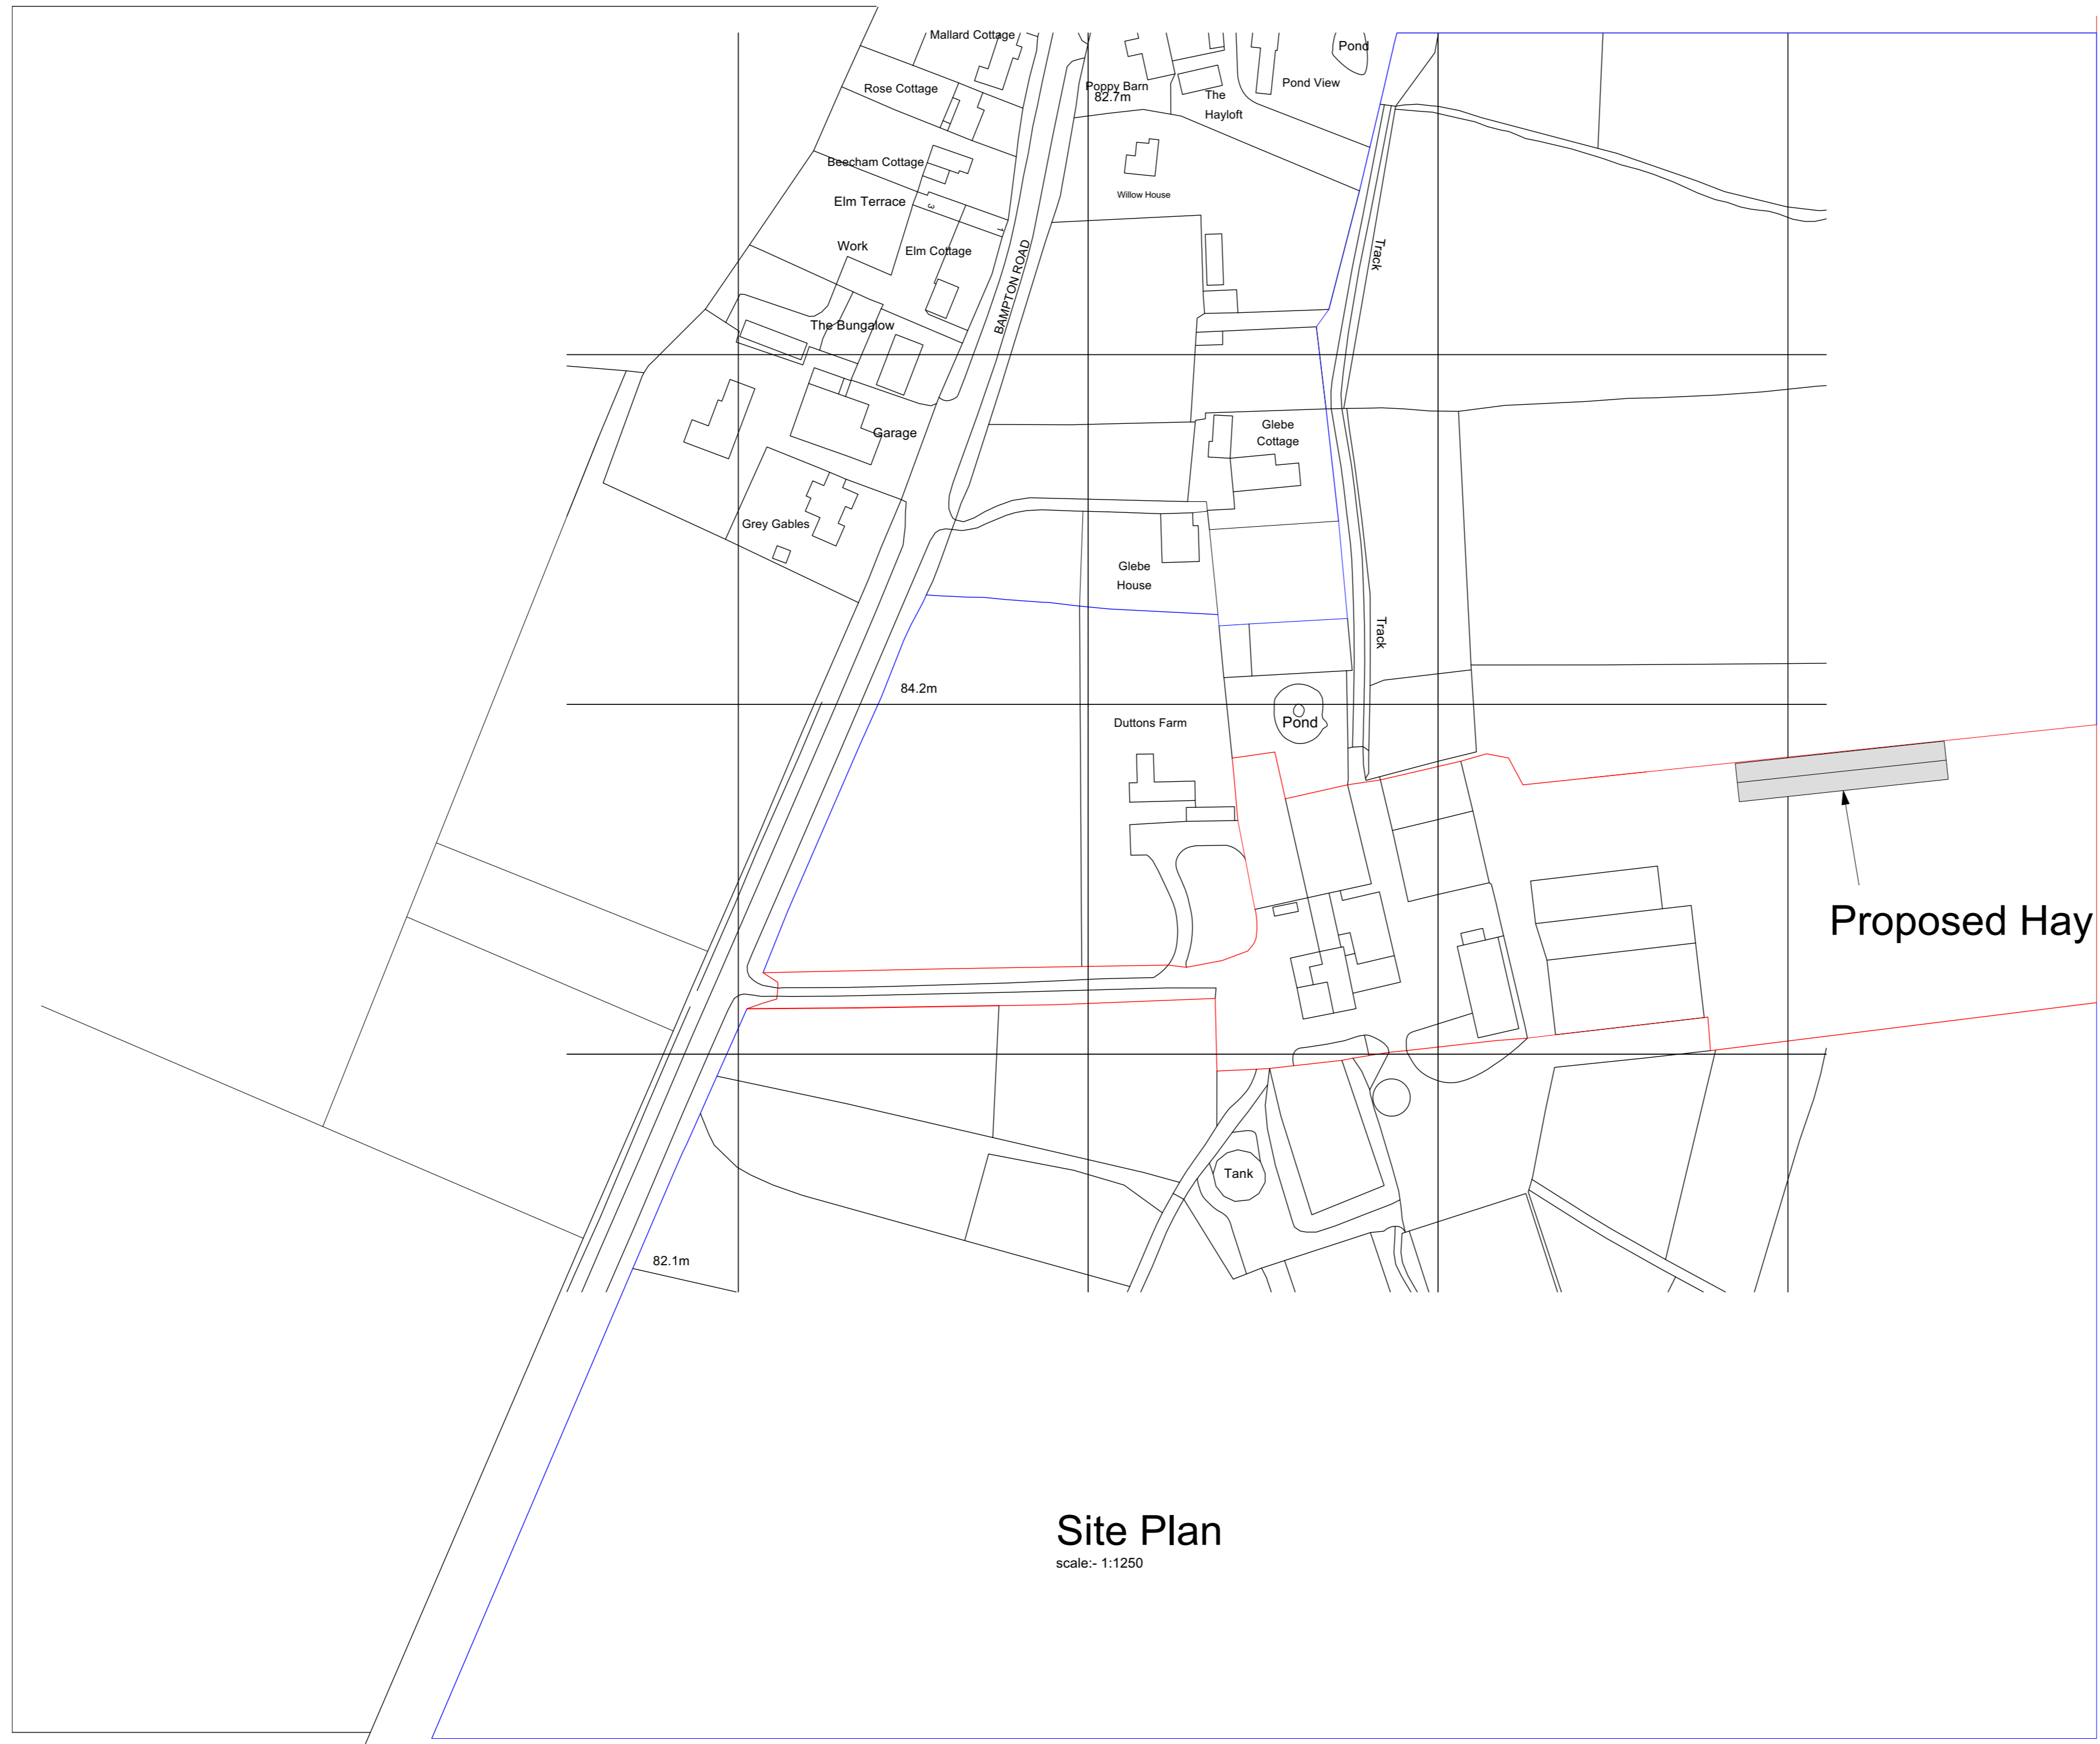 Mallard Cottage
Pond
Rose Cottage
Poppy Barn
82.7m
The
Hayloft
Pond View
Beecham Cottage
Willow House
Elm Terrace
3
1
Work
Elm Cottage
BAMPTON ROAD
Track
The Bungalow
Garage
Glebe
Cottage
Grey Gables
Glebe
House
Track
84.2m
Duttons Farm
Pond
Proposed Hay
Tank
82.1m
Site Plan
scale:- 1:1250